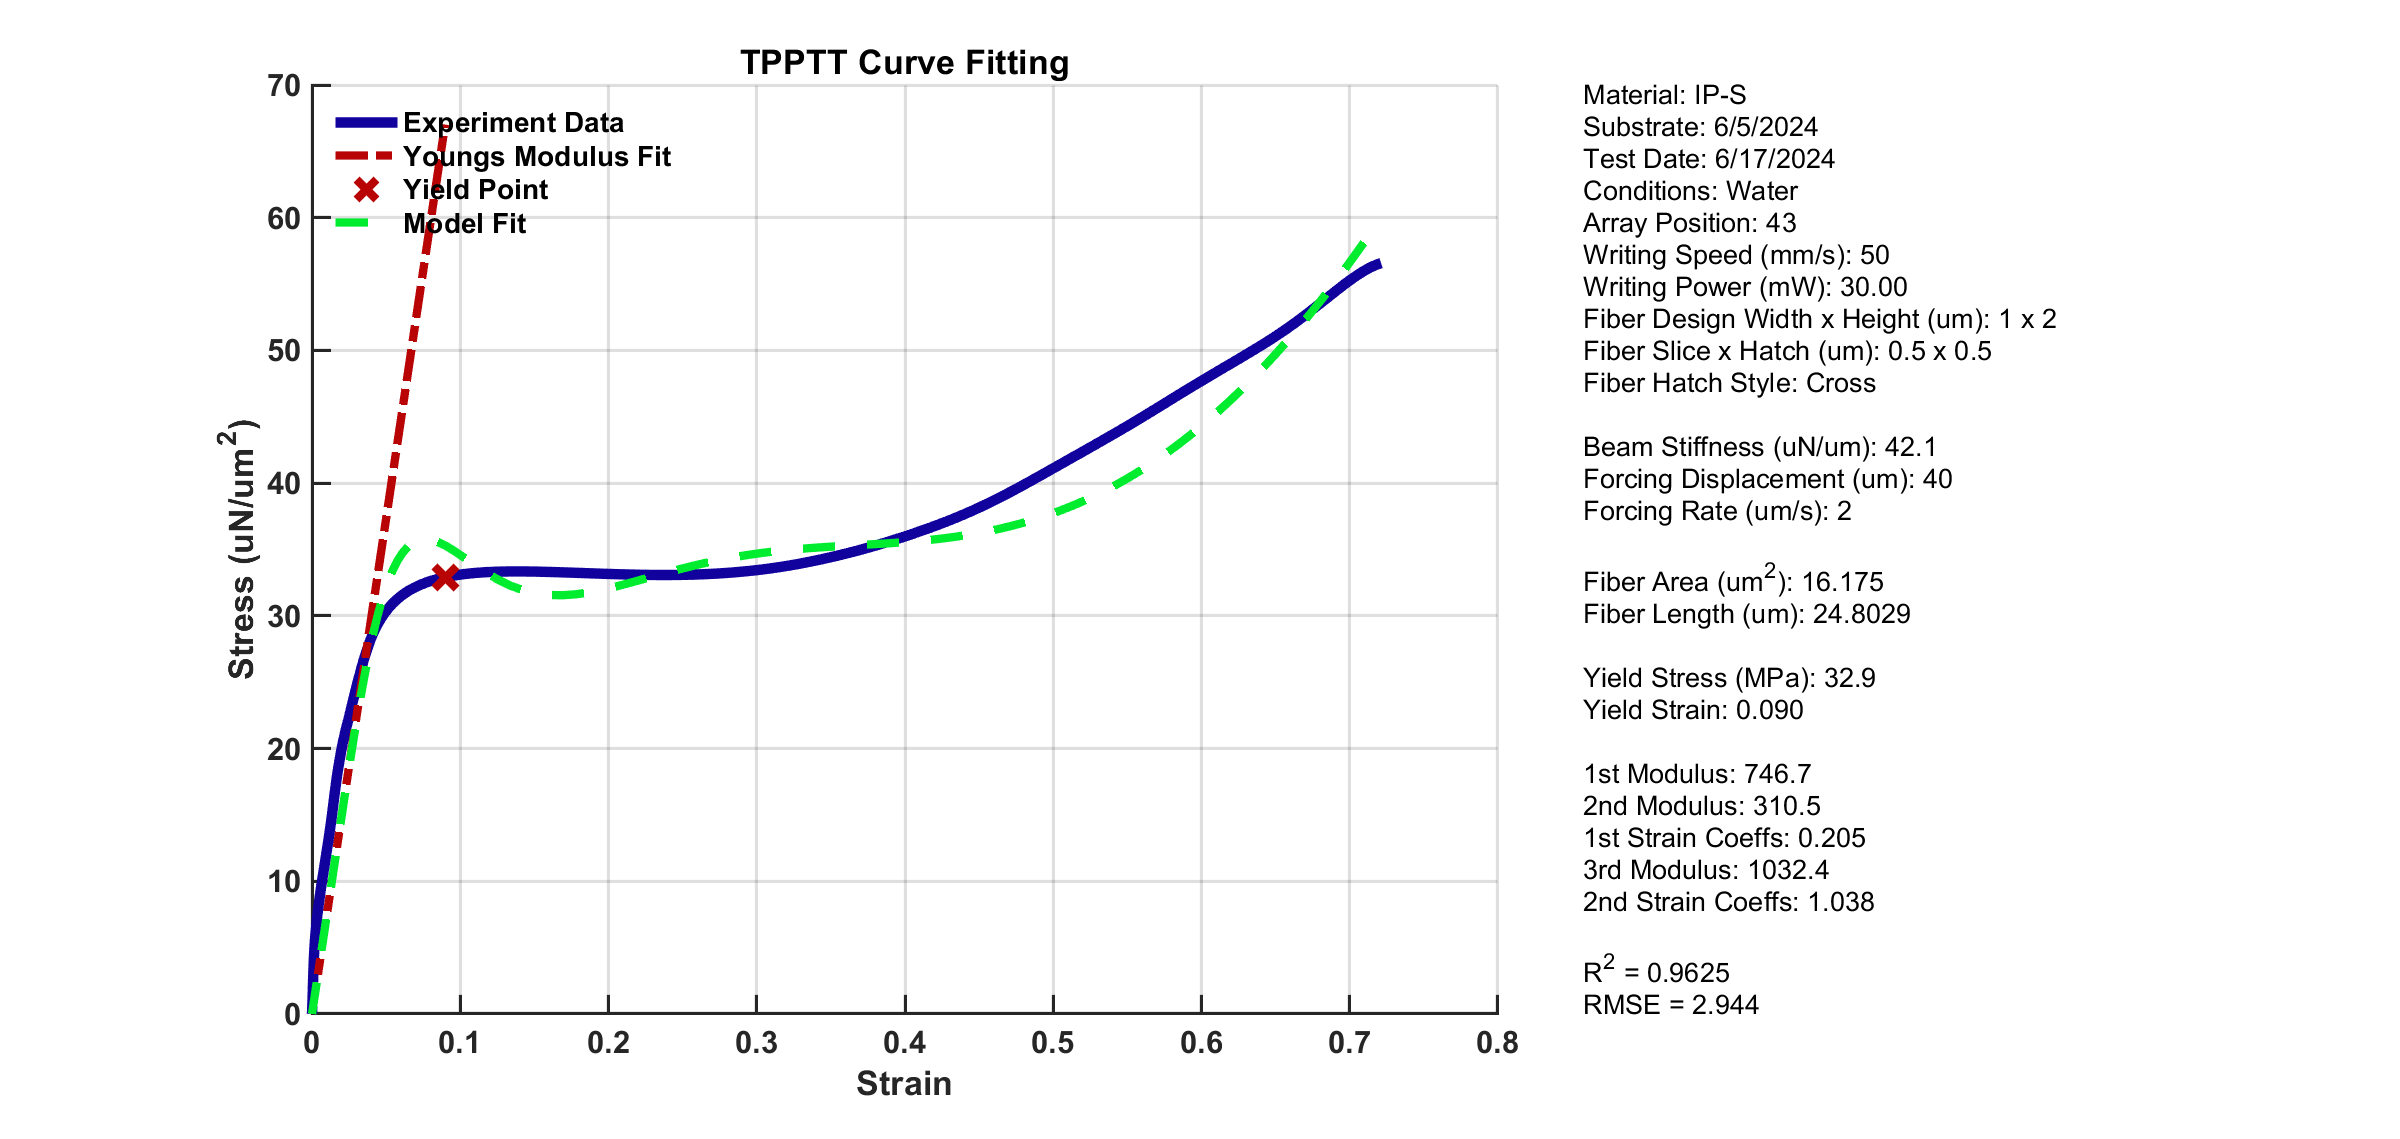 TPPTT Curve Fitting
70
60
50
40
30
20
10
0
Stress (uN/um²)
Experiment Data
Youngs Modulus Fit
Yield Point
Model Fit
0 0.1 0.2 0.3 0.4 0.5 0.6 0.7 0.8
Strain
Material: IP-S
Substrate: 6/5/2024
Test Date: 6/17/2024
Conditions: Water
Array Position: 43
Writing Speed (mm/s): 50
Writing Power (mW): 30.00
Fiber Design Width x Height (um): 1 x 2
Fiber Slice x Hatch (um): 0.5 x 0.5
Fiber Hatch Style: Cross
Beam Stiffness (uN/um): 42.1
Forcing Displacement (um): 40
Forcing Rate (um/s): 2
Fiber Area (um²): 16.175
Fiber Length (um): 24.8029
Yield Stress (MPa): 32.9
Yield Strain: 0.090
1st Modulus: 746.7
2nd Modulus: 310.5
1st Strain Coeffs: 0.205
3rd Modulus: 1032.4
2nd Strain Coeffs: 1.038
R² = 0.9625
RMSE = 2.944